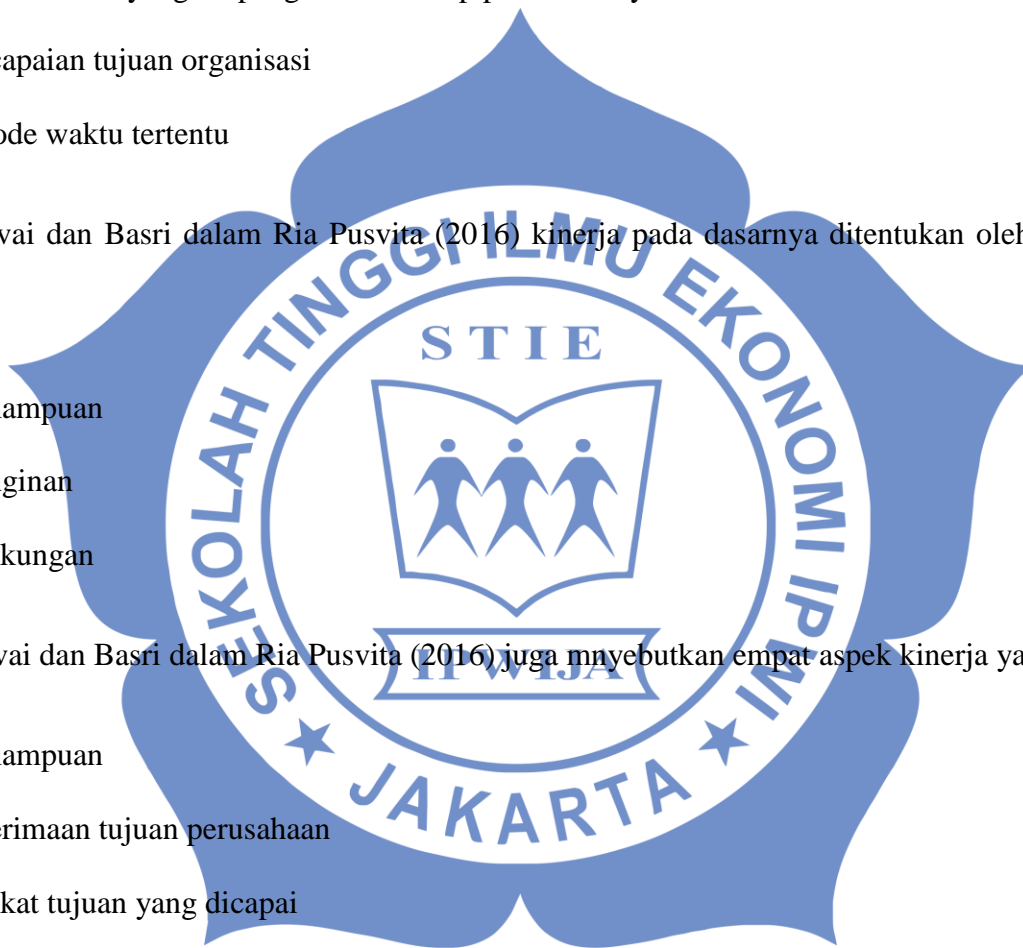 capaian tujuan organisasi
ode waktu tertentu
vai dan Basri dalam Ria Pusvita (2016) kinerja pada dasarnya ditentukan oleh
ampuan
ginan
kungan
vai dan Basri dalam Ria Pusvita (2016) juga mnyebutkan empat aspek kinerja ya
ampuan
erimaan tujuan perusahaan
kat tujuan yang dicapai
SEKOLAH TINGGI ILMU EKONOMI IPWI
STIE
IPWIJA
★ JAKARTA ★